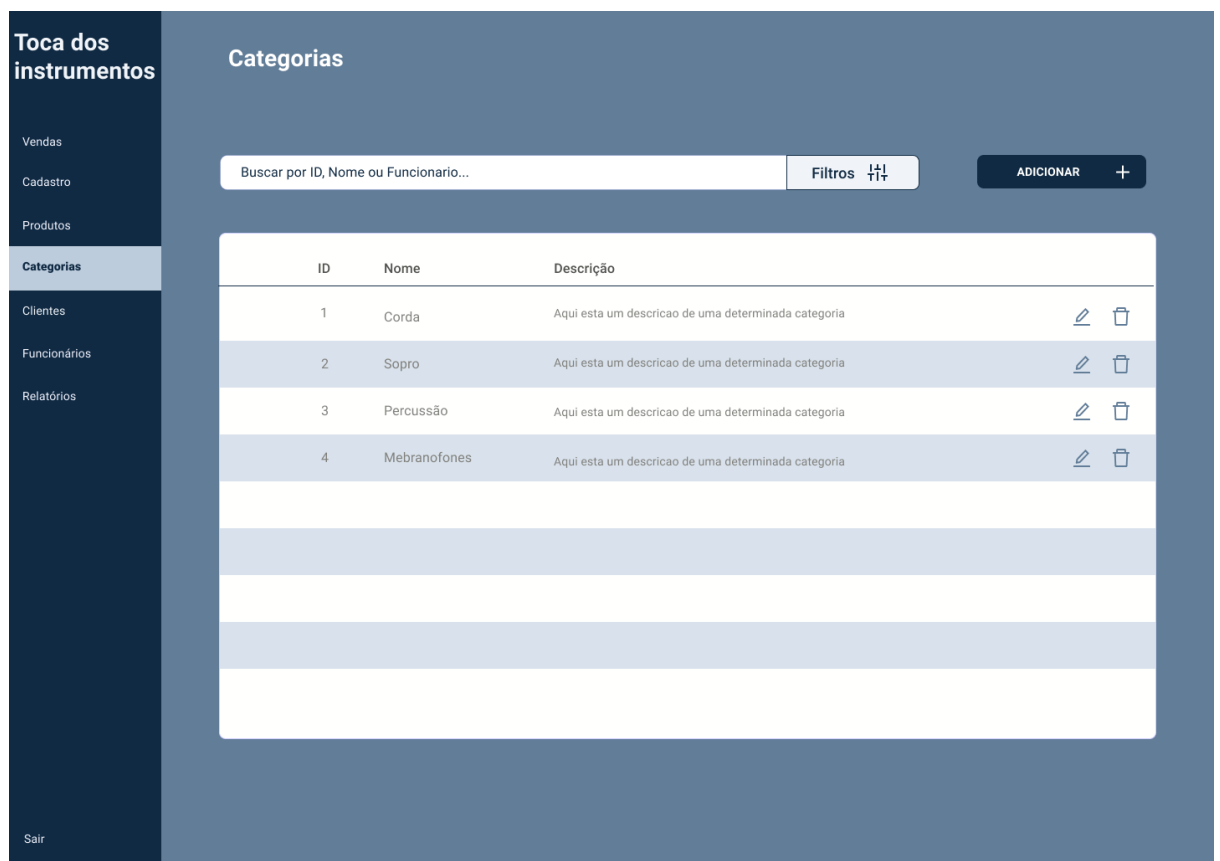 Toca dos
instrumentos
Vendas
Cadastro
Produtos
Categorias
Clientes
Funcionários
Relatórios
Sair
Categorias
Buscar por ID, Nome ou Funcionario...
Filtros
ADICIONAR
ID Nome Descrição
1 Corda Aqui esta um descricao de uma determinada categoria
2 Sopro Aqui esta um descricao de uma determinada categoria
3 Percussão Aqui esta um descricao de uma determinada categoria
4 Mebranofones Aqui esta um descricao de uma determinada categoria